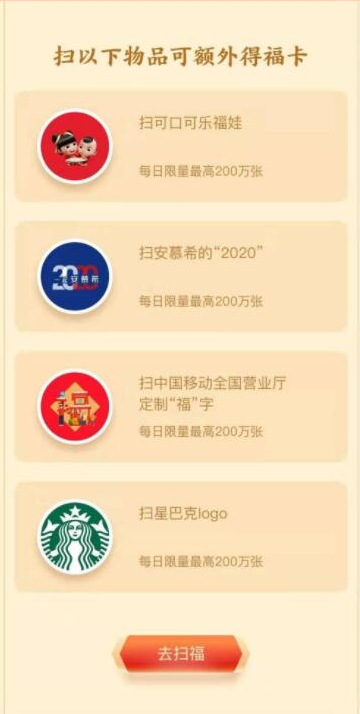 扫以下物品可额外得福卡
扫可口可乐福娃
每日限量最高200万张
2020
安慕希
扫安慕希的“2020”
每日限量最高200万张
扫中国移动全国营业厅
定制“福”字
每日限量最高200万张
扫星巴克logo
每日限量最高200万张
去扫福